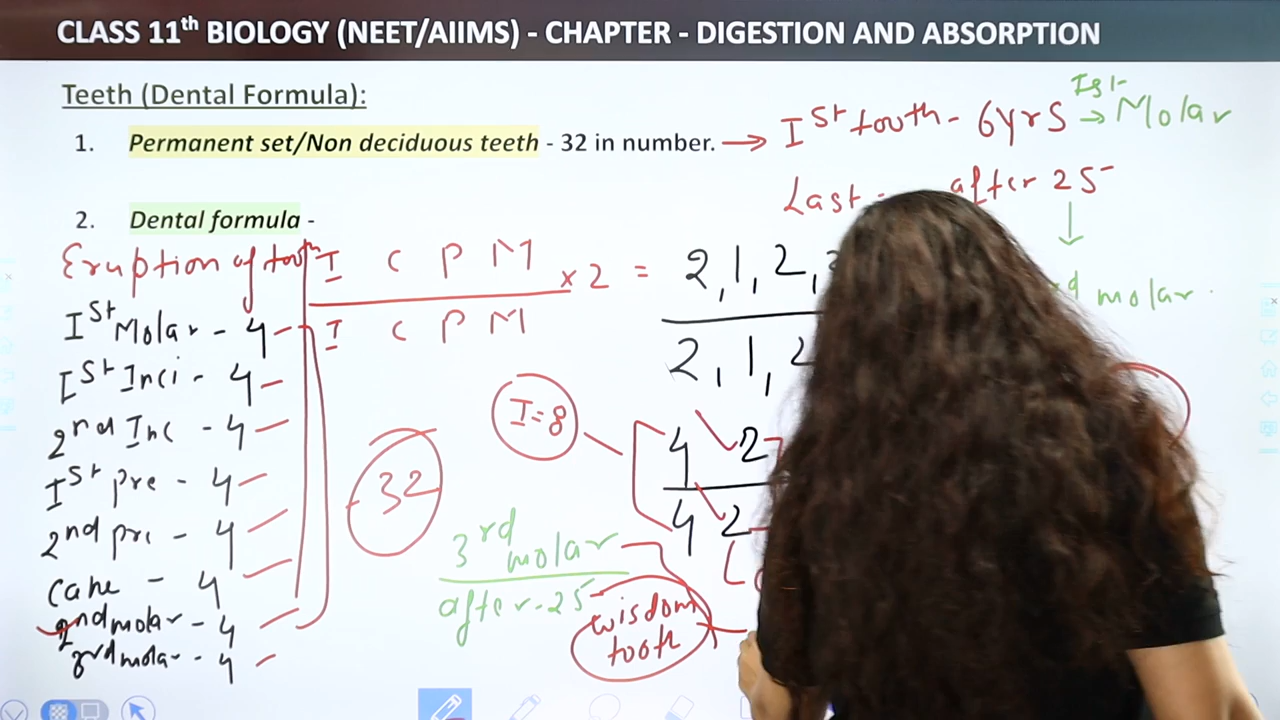 CLASS 11th BIOLOGY (NEET/AIIMS) - CHAPTER - DIGESTION AND ABSORPTION
Teeth (Dental Formula):
1. Permanent set/Non deciduous teeth - 32 in number. → Ist tooth - 6yrs → Ist Molar
Last - after 25
molar
2. Dental formula -
Eruption of tooth
Ist Molar - 4
Ist Inci - 4
2nd Inc - 4
Ist pre - 4
2nd pre - 4
cane - 4
2nd molar - 4
3rd molar - 4
I C P M
I C P M
×2 =
2, 1, 2,
2, 1, 2
I=8
4 2
4 2
32
3rd molar
after-25
wisdom
tooth